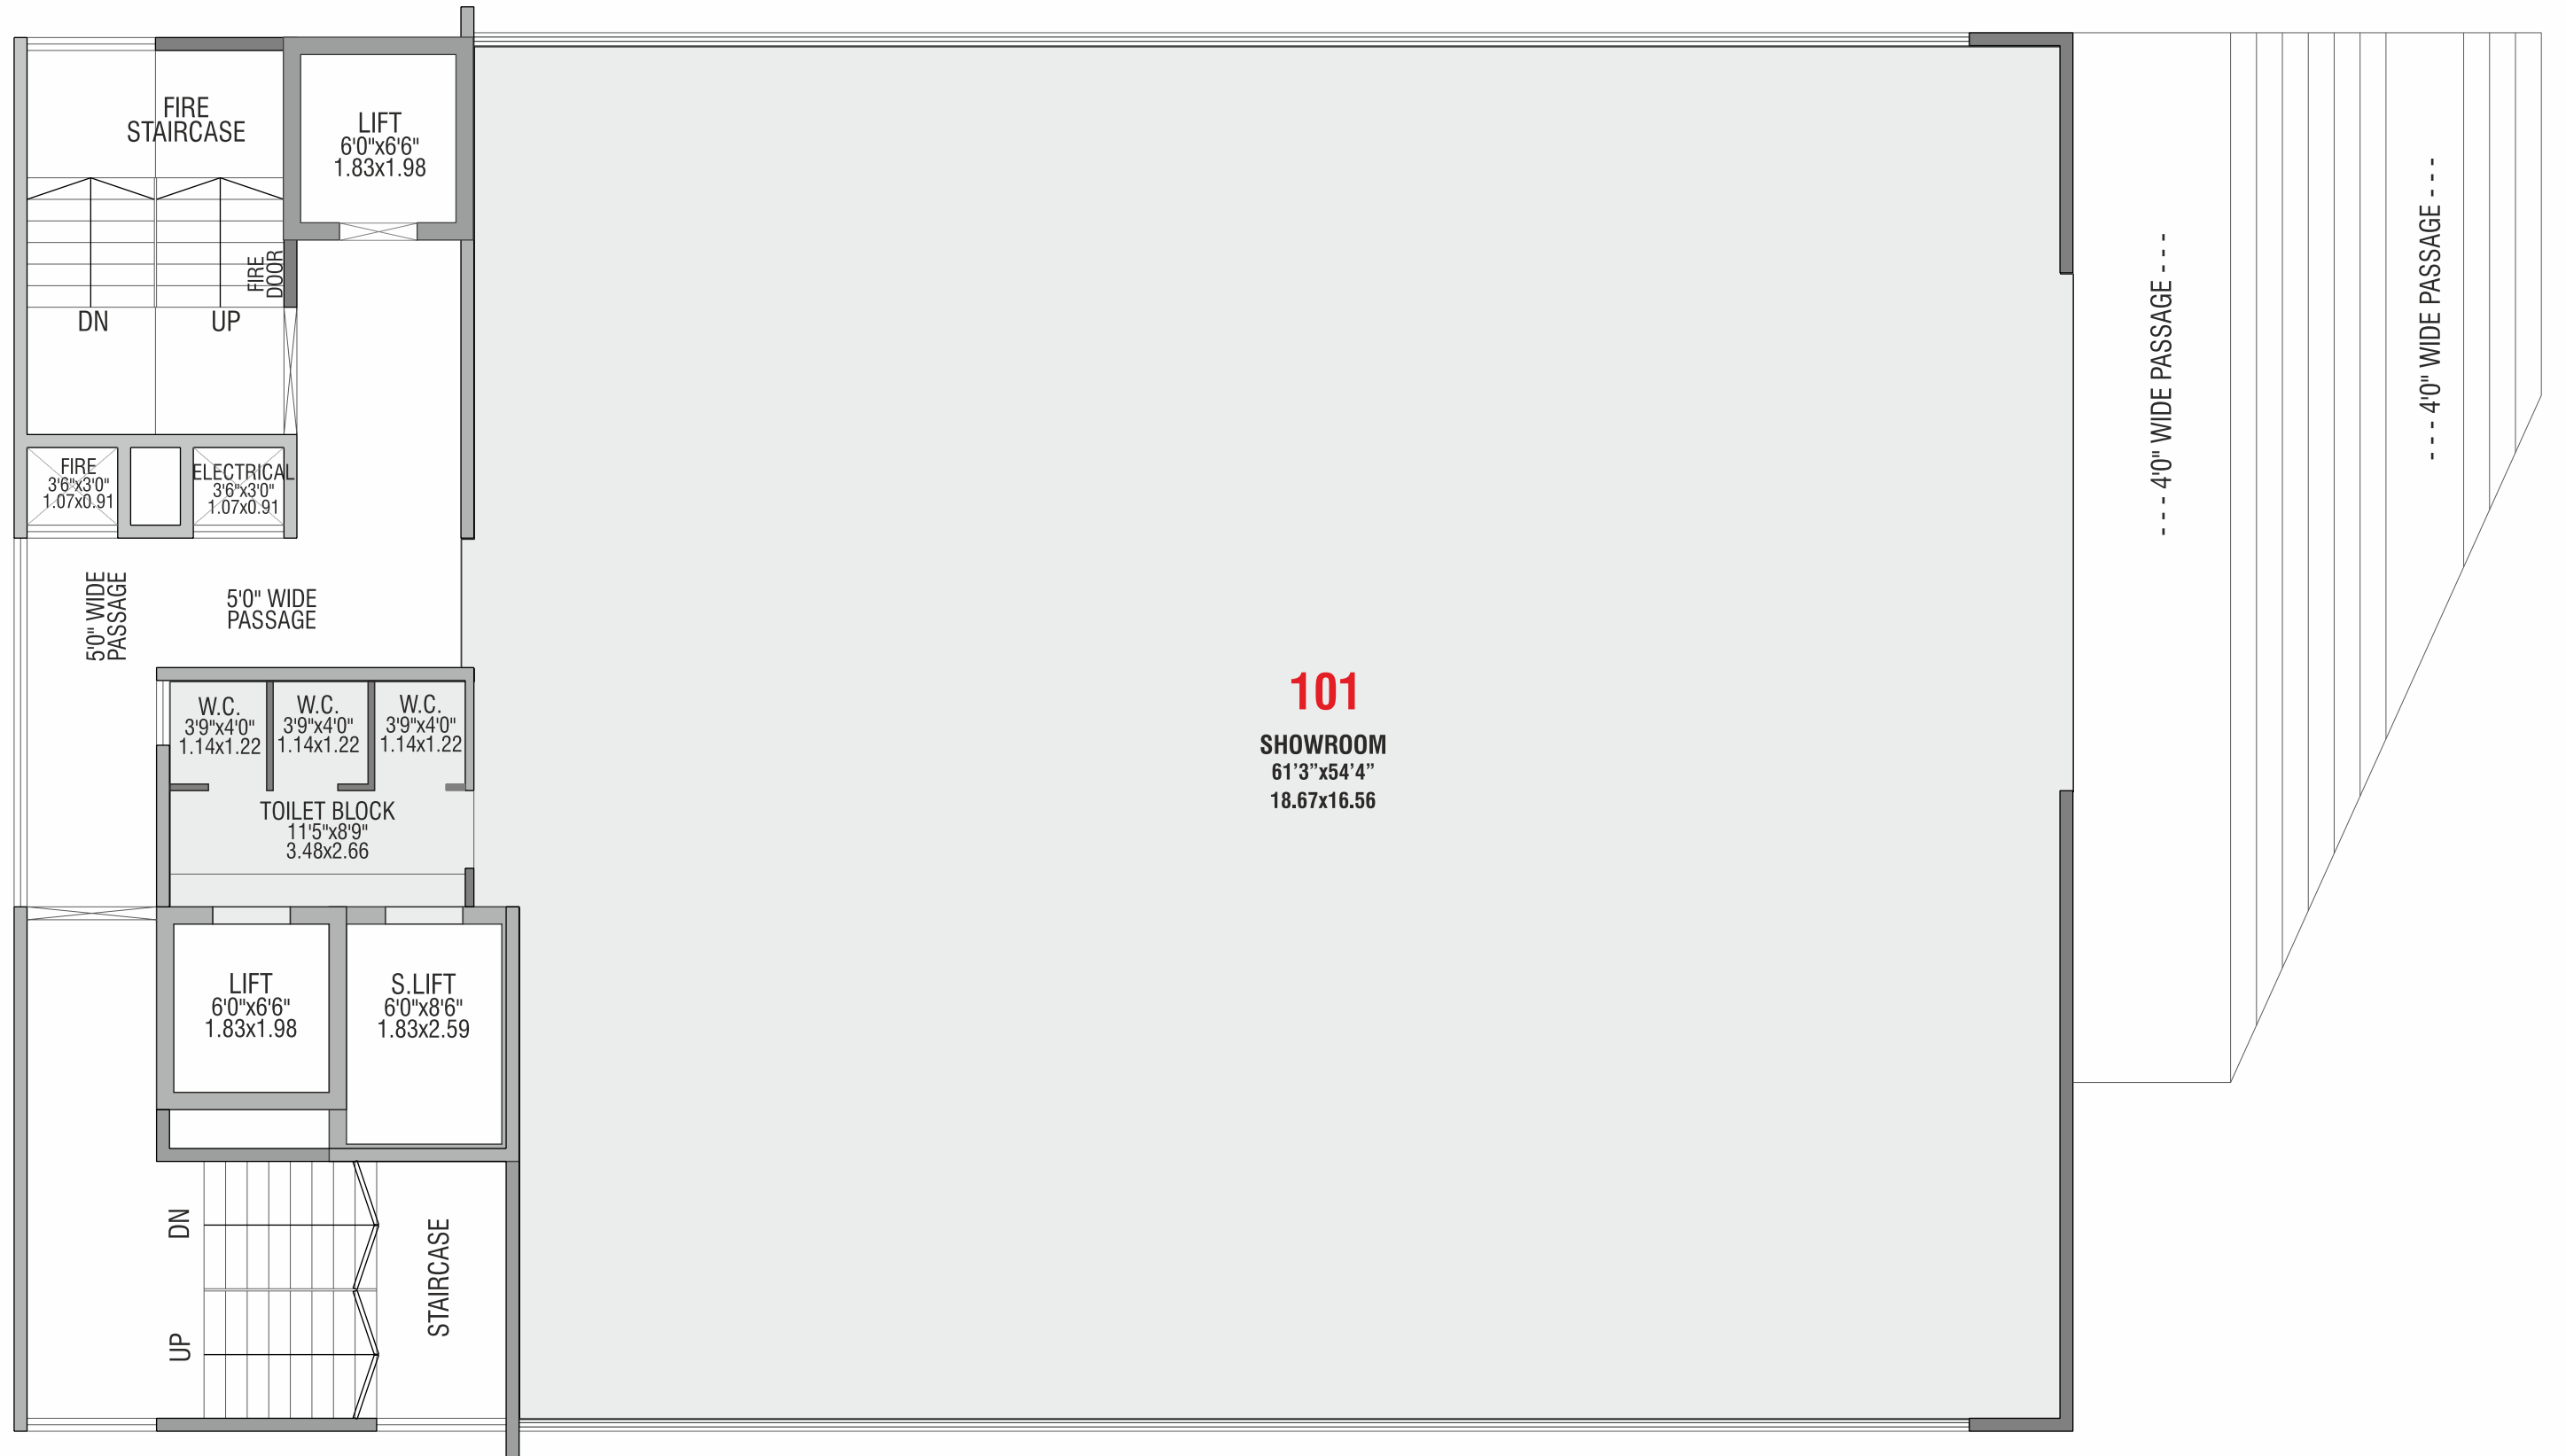 FIRE
STAIRCASE
LIFT
6'0"x6'6"
1.83x1.98
FIRE
DOOR
DN
UP
FIRE
3'6"x3'0"
1.07x0.91
ELECTRICAL
3'6"x3'0"
1.07x0.91
5'0" WIDE
PASSAGE
5'0" WIDE
PASSAGE
W.C.
3'9"x4'0"
1.14x1.22
W.C.
3'9"x4'0"
1.14x1.22
W.C.
3'9"x4'0"
1.14x1.22
TOILET BLOCK
11'5"x8'9"
3.48x2.66
LIFT
6'0"x6'6"
1.83x1.98
S.LIFT
6'0"x8'6"
1.83x2.59
DN
UP
STAIRCASE
101
SHOWROOM
61’3”x54’4”
18.67x16.56
- - - 4'0" WIDE PASSAGE - - -
- - - 4'0" WIDE PASSAGE - - -